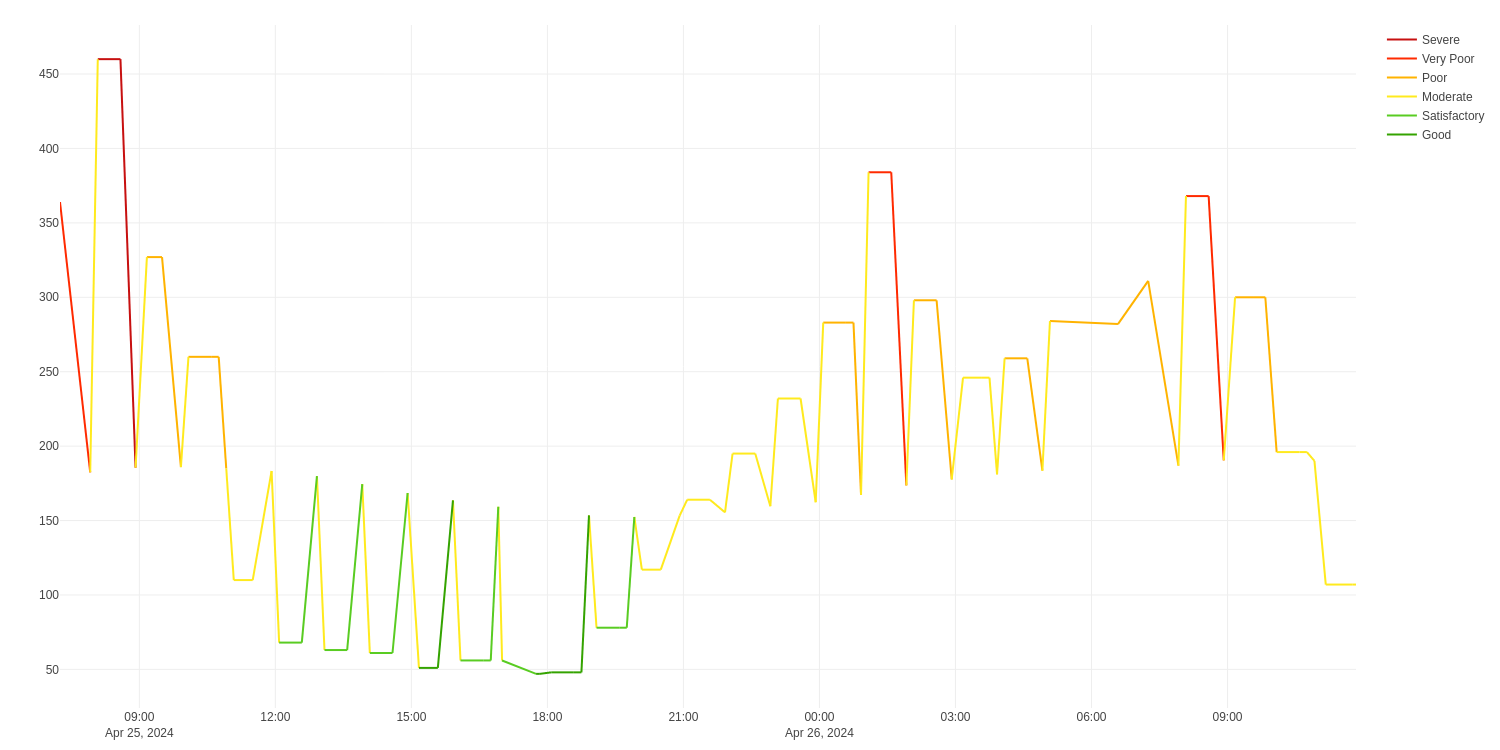 450
400
350
300
250
200
150
100
50
09:00
Apr 25, 2024
12:00
15:00
18:00
21:00
00:00
Apr 26, 2024
03:00
06:00
09:00
Severe
Very Poor
Poor
Moderate
Satisfactory
Good